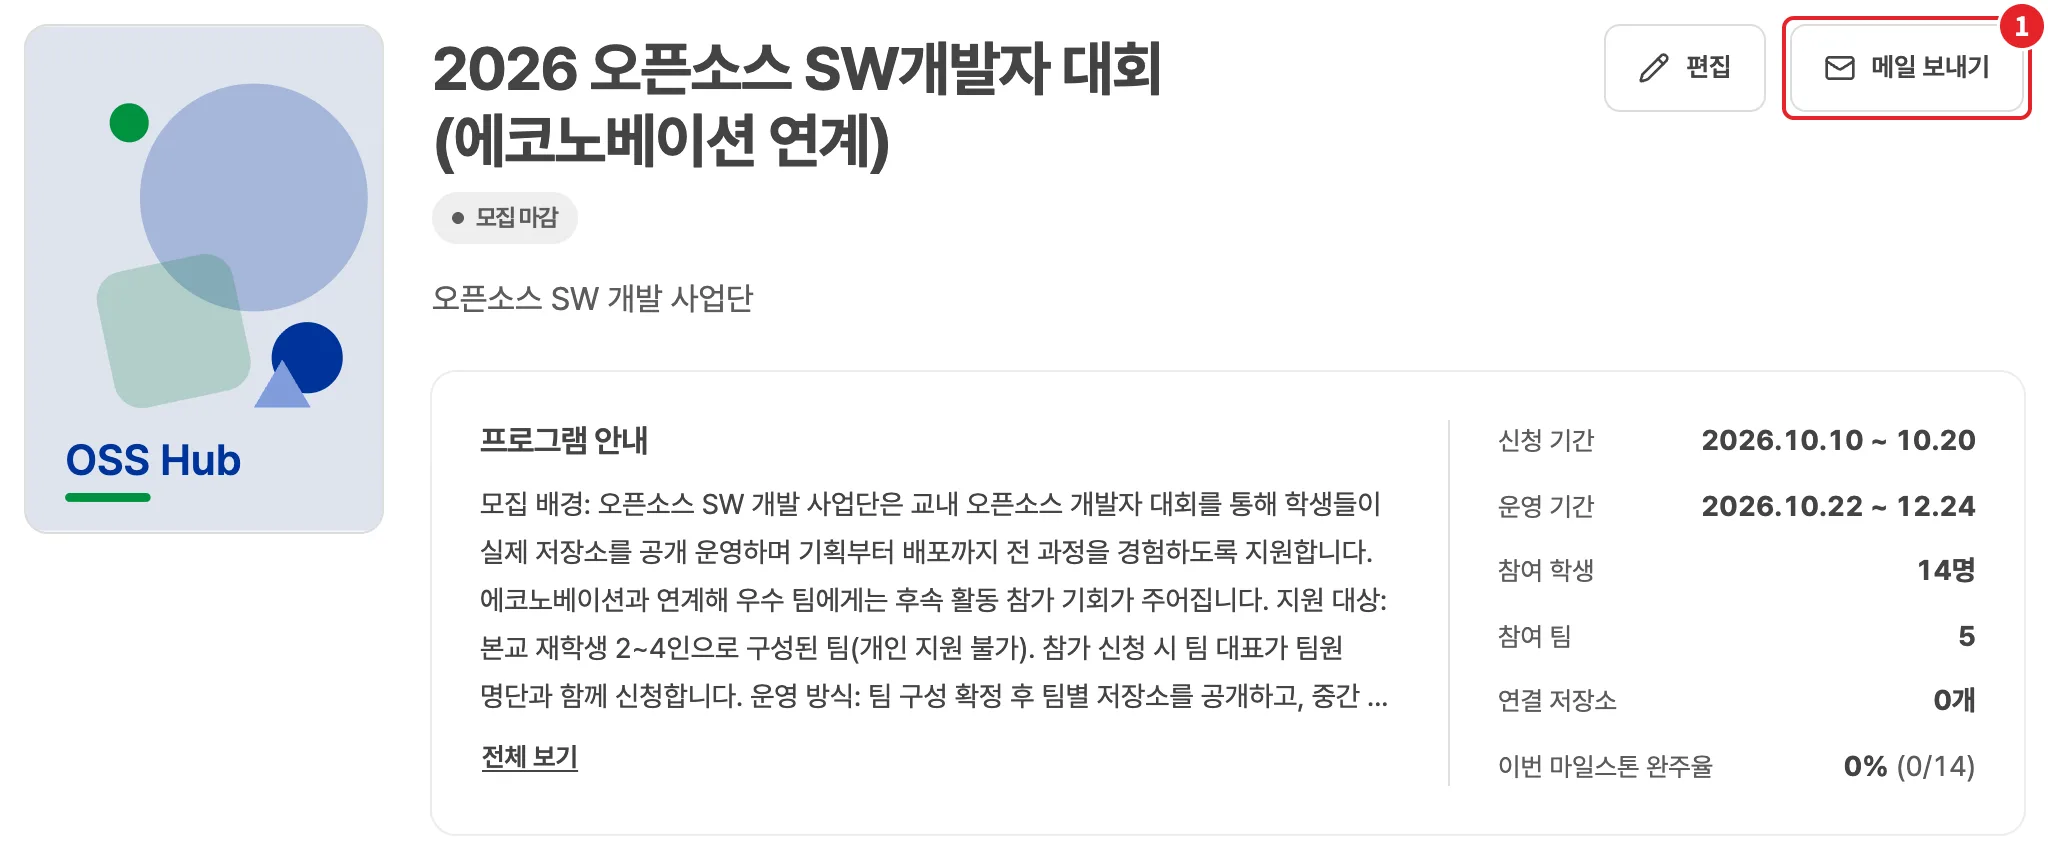 OSS Hub
2026 오픈소스 SW개발자 대회
(에코노베이션 연계)
모집 마감
오픈소스 SW 개발 사업단
편집
메일 보내기
1
프로그램 안내
모집 배경: 오픈소스 SW 개발 사업단은 교내 오픈소스 개발자 대회를 통해 학생들이
실제 저장소를 공개 운영하며 기획부터 배포까지 전 과정을 경험하도록 지원합니다.
에코노베이션과 연계해 우수 팀에게는 후속 활동 참가 기회가 주어집니다. 지원 대상:
본교 재학생 2~4인으로 구성된 팀(개인 지원 불가). 참가 신청 시 팀 대표가 팀원
명단과 함께 신청합니다. 운영 방식: 팀 구성 확정 후 팀별 저장소를 공개하고, 중간 ...
전체 보기
신청 기간 2026.10.10 ~ 10.20
운영 기간 2026.10.22 ~ 12.24
참여 학생 14명
참여 팀 5
연결 저장소 0개
이번 마일스톤 완주율 0% (0/14)